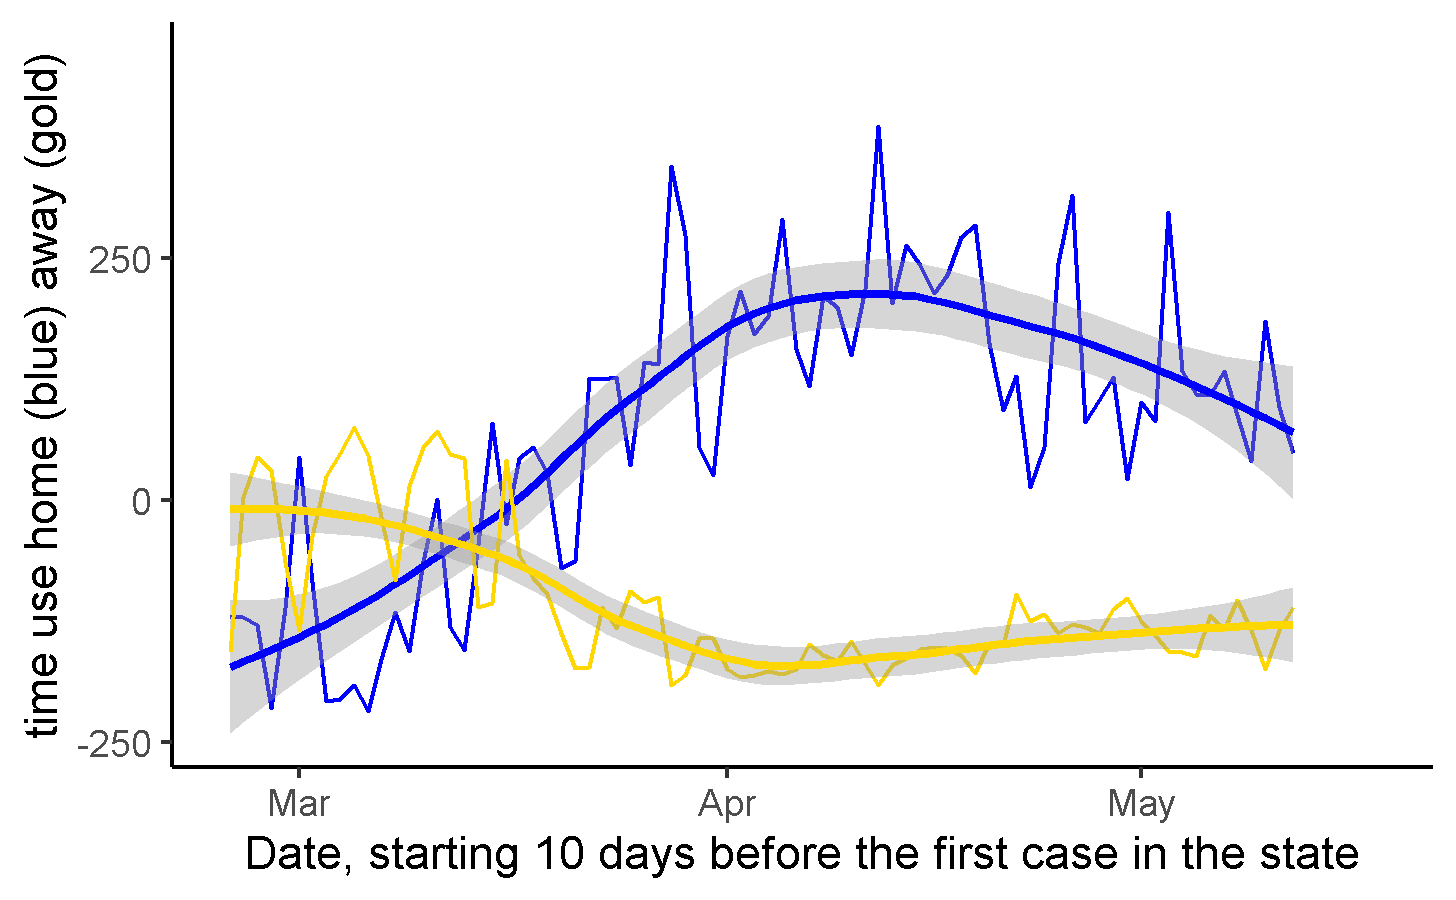 time use home (blue) away (gold)
250
0
-250
Mar Apr May
Date, starting 10 days before the first case in the state